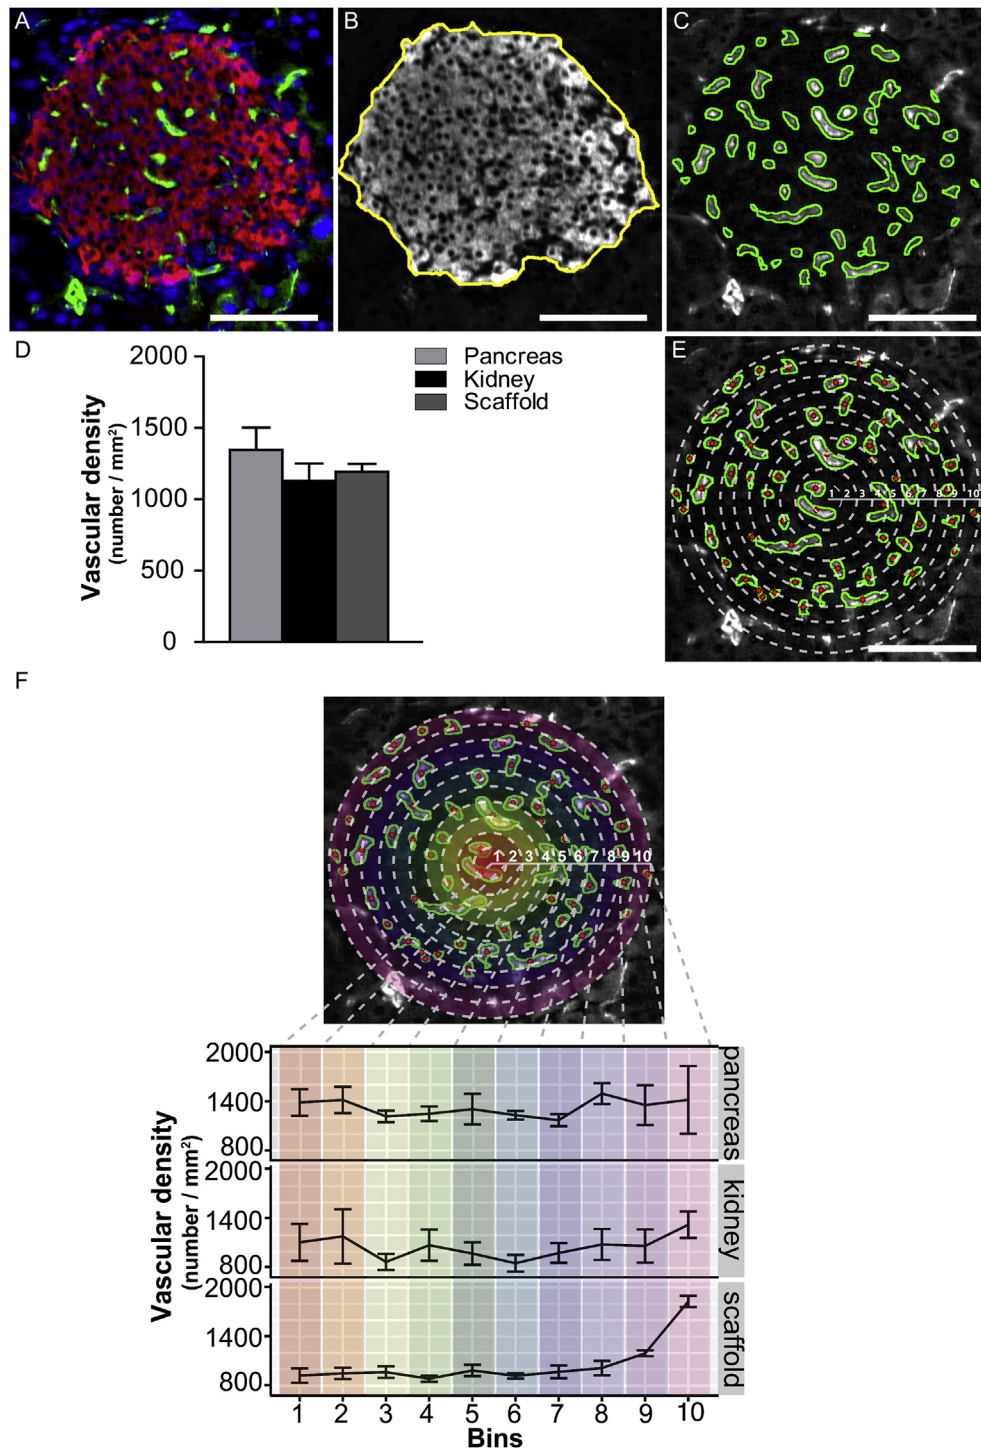 A
B
C
D
2000
1500
1000
500
0
Vascular density
(number / mm²)
Pancreas
Kidney
Scaffold
E
1 2 3 4 5 6 7 8 9 10
F
1 2 3 4 5 6 7 8 9 10
Vascular density
(number / mm²)
2000
1400
800
pancreas
2000
1400
800
kidney
2000
1400
800
scaffold
1 2 3 4 5 6 7 8 9 10
Bins